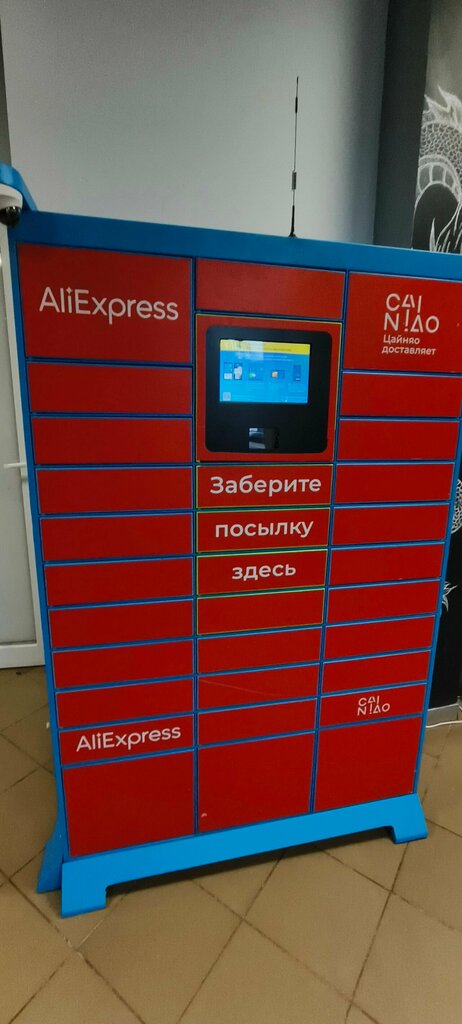 AliExpress
CAI
NIAO
Цайняо
доставляет
Заберите
посылку
здесь
AliExpress
CAI
NIAO